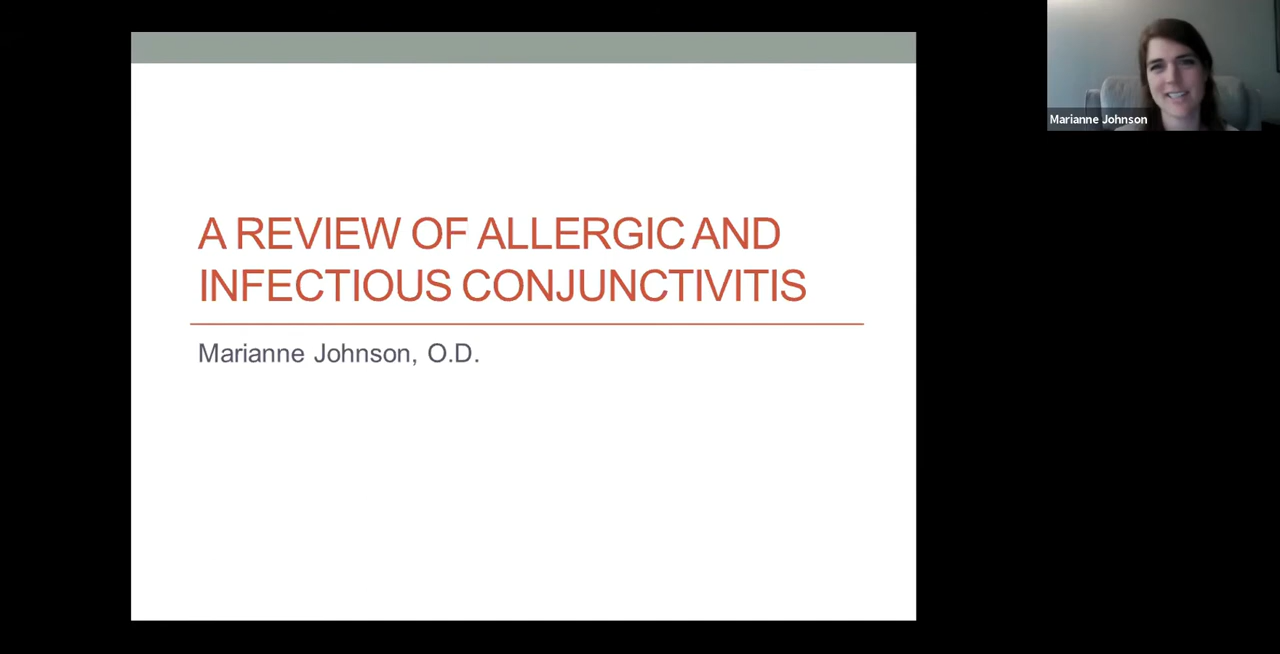 A REVIEW OF ALLERGIC AND
INFECTIOUS CONJUNCTIVITIS
Marianne Johnson, O.D.
Marianne Johnson